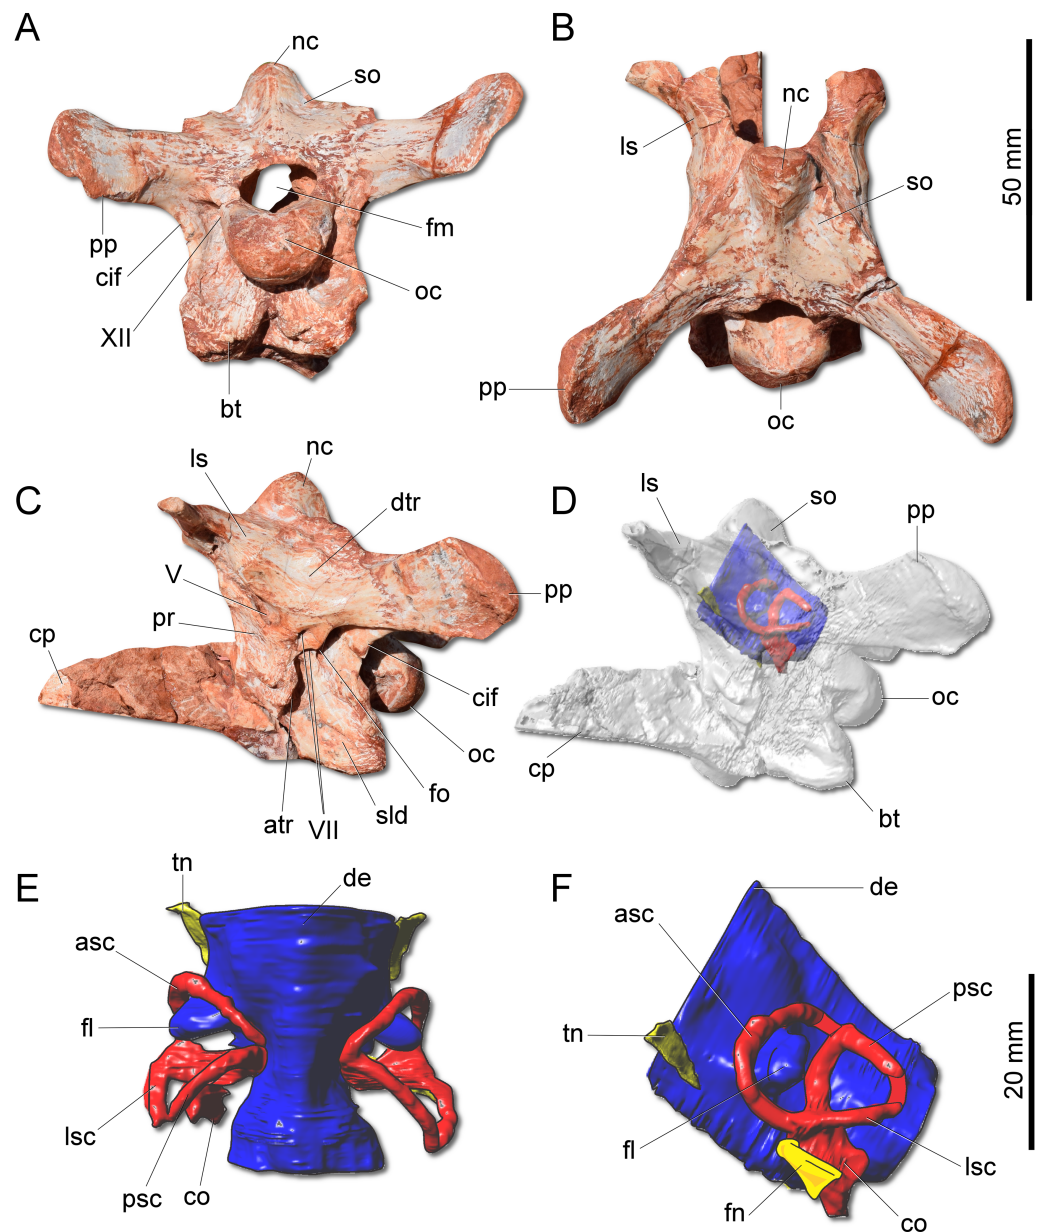 A
nc
so
pp
cif
XII
bt
fm
oc
B
nc
ls
so
pp
oc
50 mm
C
ls
nc
dtr
V
pr
cp
pp
cif
oc
fo
sld
VII
atr
D
ls
so
pp
oc
cp
bt
E
tn
de
asc
fl
lsc
psc
co
F
de
asc
psc
tn
fl
lsc
fn
co
20 mm